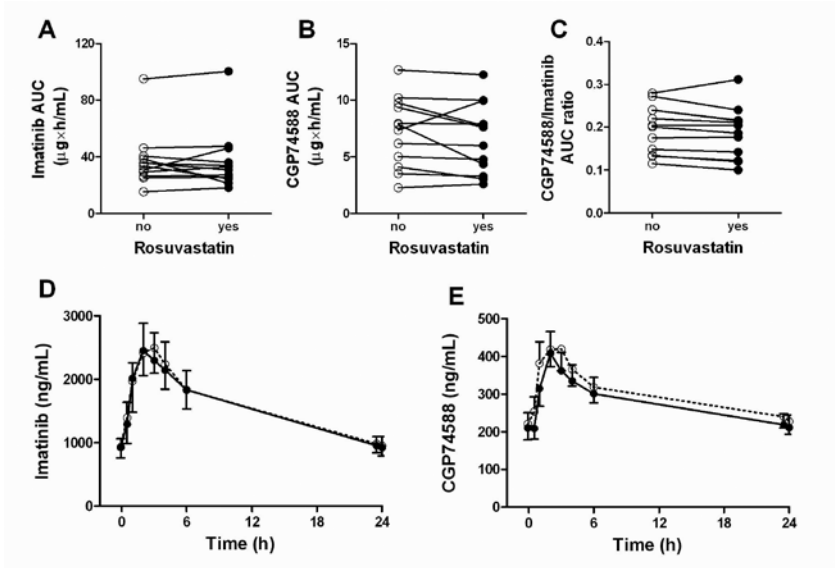 A
Imatinib AUC
(µg×h/mL)
120
80
40
0
no
yes
Rosuvastatin
B
CGP74588 AUC
(µg×h/mL)
15
10
5
0
no
yes
Rosuvastatin
C
CGP74588/Imatinib
AUC ratio
0.4
0.3
0.2
0.1
0.0
no
yes
Rosuvastatin
D
Imatinib (ng/mL)
3000
2000
1000
0
0
6
12
18
24
Time (h)
E
CGP74588 (ng/mL)
500
400
300
200
100
0
0
6
12
18
24
Time (h)